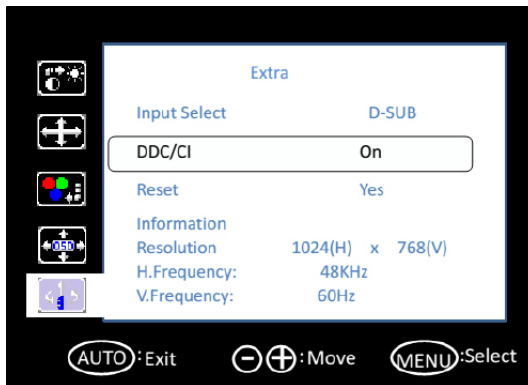 Extra
Input Select D-SUB
DDC/CI On
Reset Yes
Information
Resolution 1024(H) x 768(V)
H.Frequency: 48KHz
V.Frequency: 60Hz
OSD
AUTO:Exit - + :Move MENU:Select